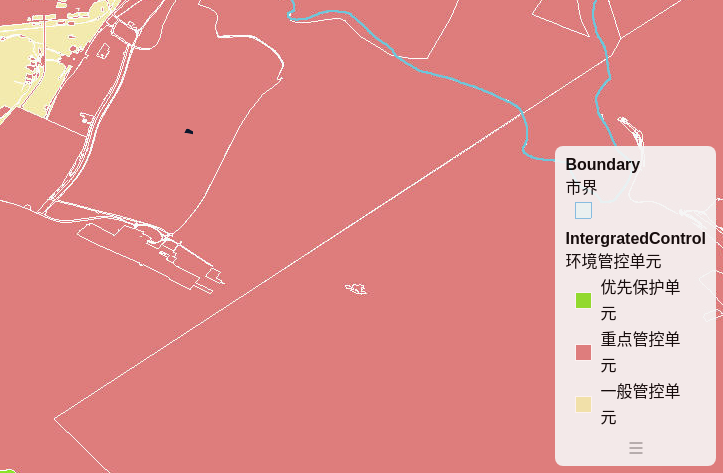 Boundary
市界
IntergratedControl
环境管控单元
优先保护单
元
重点管控单
元
一般管控单
元